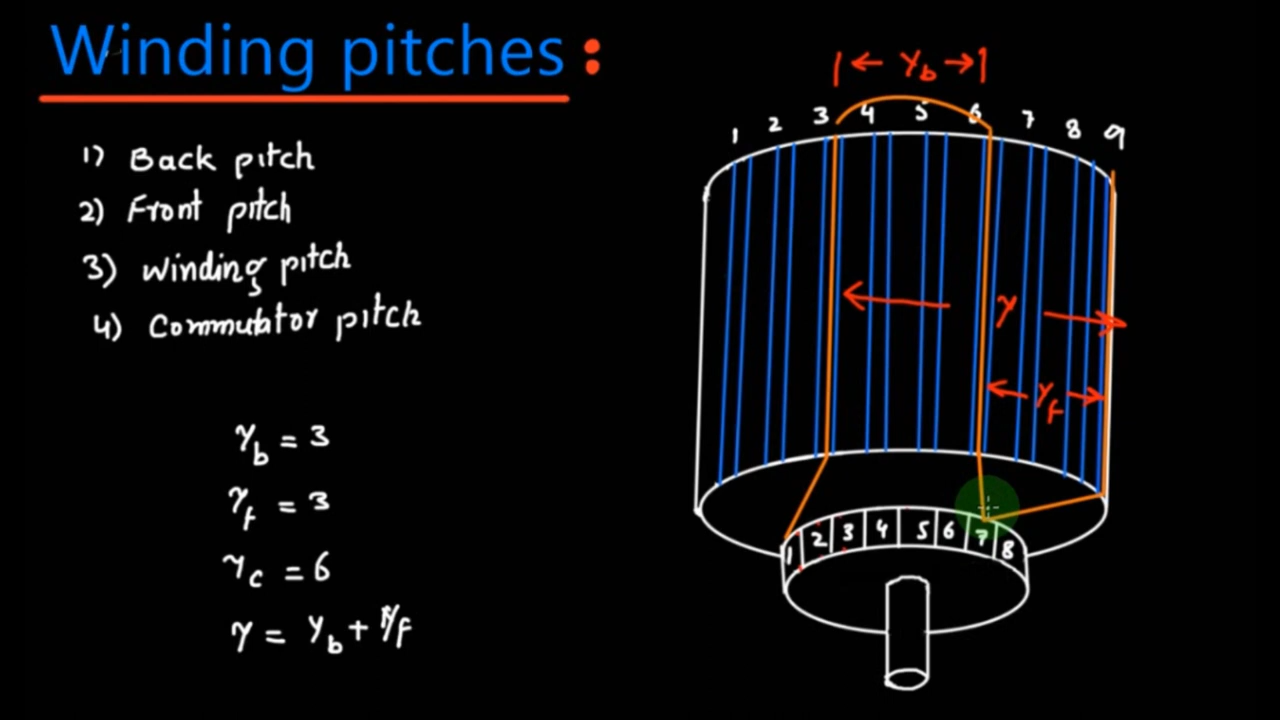 Winding pitches :
1) Back pitch
2) Front pitch
3) Winding pitch
4) Commutator pitch
Yb = 3
Yf = 3
Yc = 6
Y = Yb + Yf
Yb
1 2 3 4 5 6 7 8 9
Y
Yf
1 2 3 4 5 6 7 8